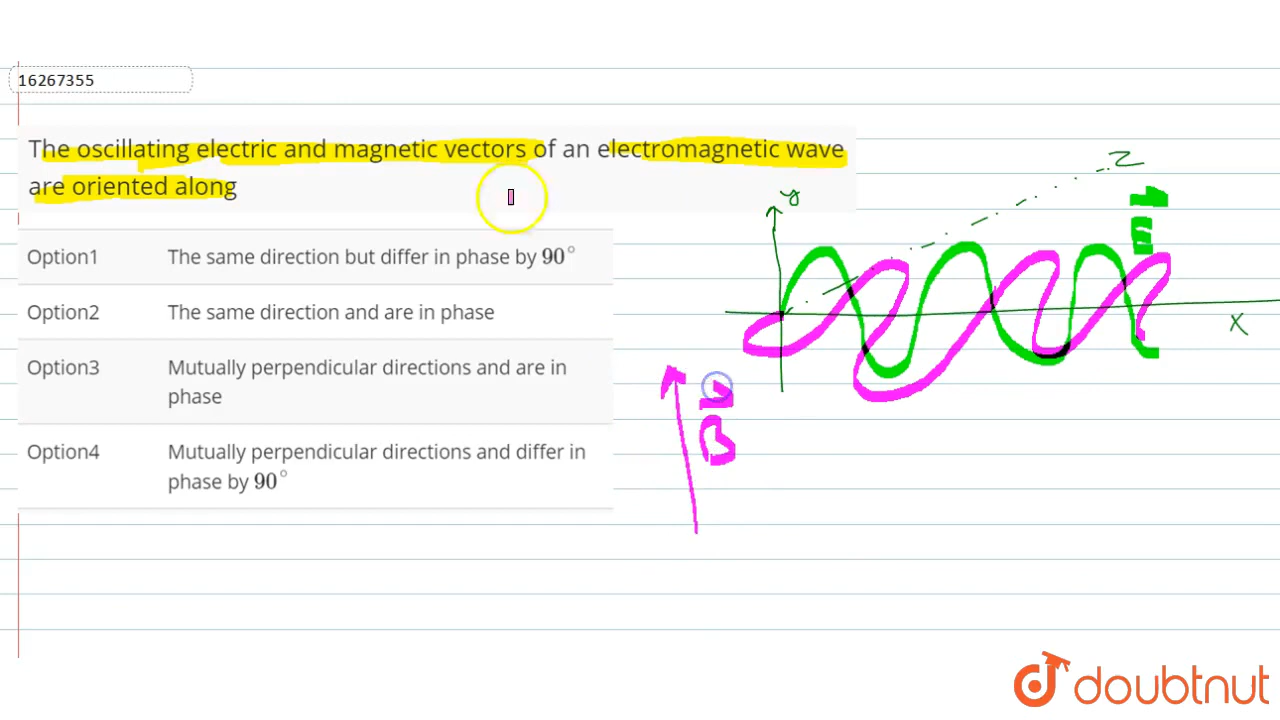 16267355
The oscillating electric and magnetic vectors of an electromagnetic wave
are oriented along
Option1 The same direction but differ in phase by 90°
Option2 The same direction and are in phase
Option3 Mutually perpendicular directions and are in
phase
Option4 Mutually perpendicular directions and differ in
phase by 90°
y
Z
E
X
B
doubtnut